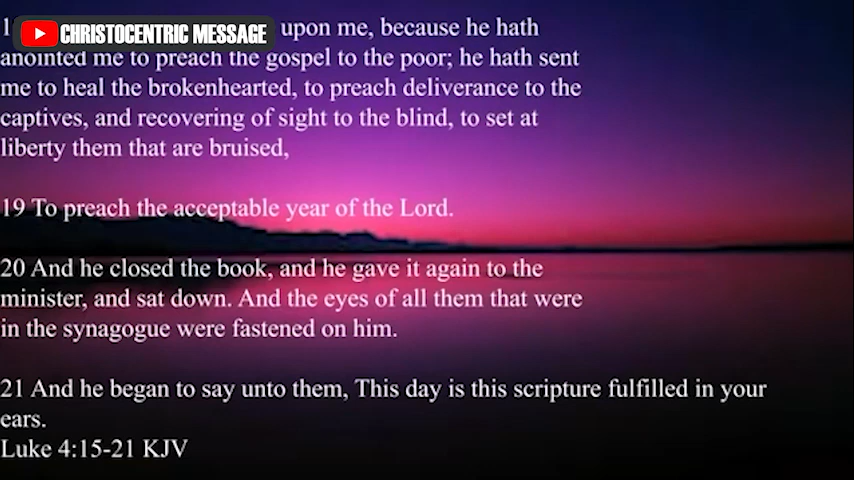 CHRISTOCENTRIC MESSAGE
1 upon me, because he hath
anointed me to preach the gospel to the poor; he hath sent
me to heal the brokenhearted, to preach deliverance to the
captives, and recovering of sight to the blind, to set at
liberty them that are bruised,
19 To preach the acceptable year of the Lord.
20 And he closed the book, and he gave it again to the
minister, and sat down. And the eyes of all them that were
in the synagogue were fastened on him.
21 And he began to say unto them, This day is this scripture fulfilled in your
ears.
Luke 4:15-21 KJV